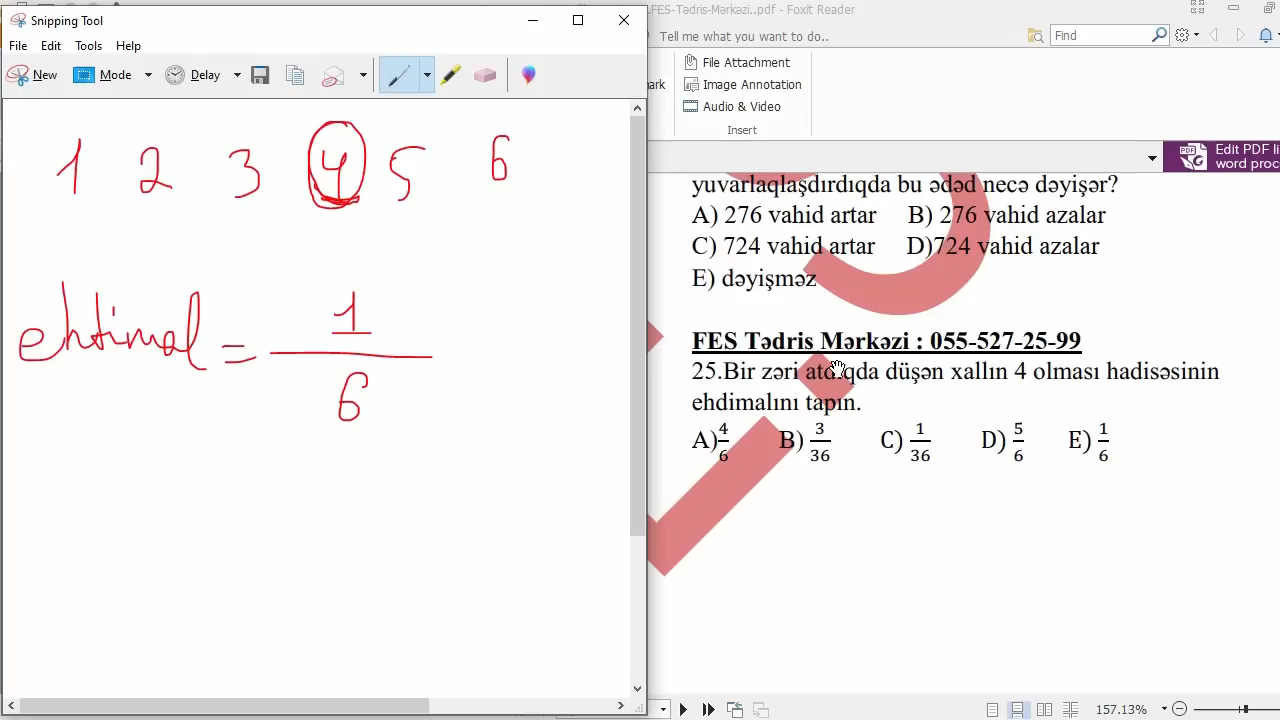 .FES-Tədris-Mərkəzi..pdf - Foxit Reader
Snipping Tool
File Edit Tools Help
New Mode Delay
Tell me what you want to do..
Find
File Attachment
Image Annotation
Audio & Video
Insert
Edit PDF li
word proc
1 2 3 4 5 6
ehtimal = 1/6
yuvarlaqlaşdırdıqda bu ədəd necə dəyişər?
A) 276 vahid artar B) 276 vahid azalar
C) 724 vahid artar D)724 vahid azalar
E) dəyişməz
FES Tədris Mərkəzi : 055-527-25-99
25.Bir zəri atdıqda düşən xallın 4 olması hadisəsinin
ehdimalını tapın.
A)4/6 B) 3/36 C) 1/36 D) 5/6 E) 1/6
157.13%